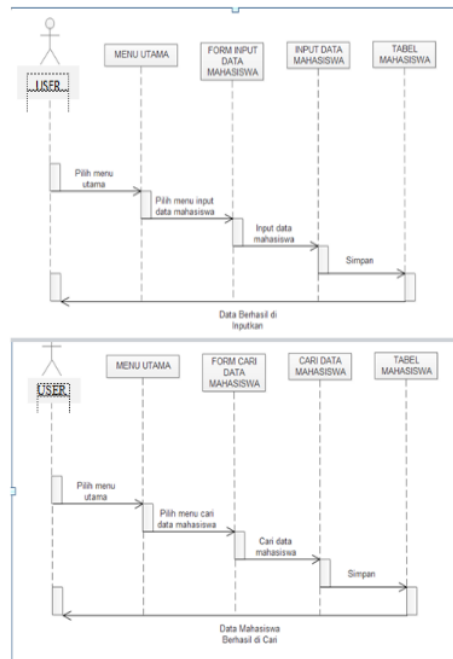 USER
MENU UTAMA
FORM INPUT
DATA
MAHASISWA
INPUT DATA
MAHASISWA
TABEL
MAHASISWA
Pilih menu
utama
Pilih menu input
data mahasiswa
Input data
mahasiswa
Simpan
Data Berhasil di
Inputkan
USER
MENU UTAMA
FORM CARI
DATA
MAHASISWA
CARI DATA
MAHASISWA
TABEL
MAHASISWA
Pilih menu
utama
Pilih menu cari
data mahasiswa
Cari data
mahasiswa
Simpan
Data Mahasiswa
Berhasil di Cari